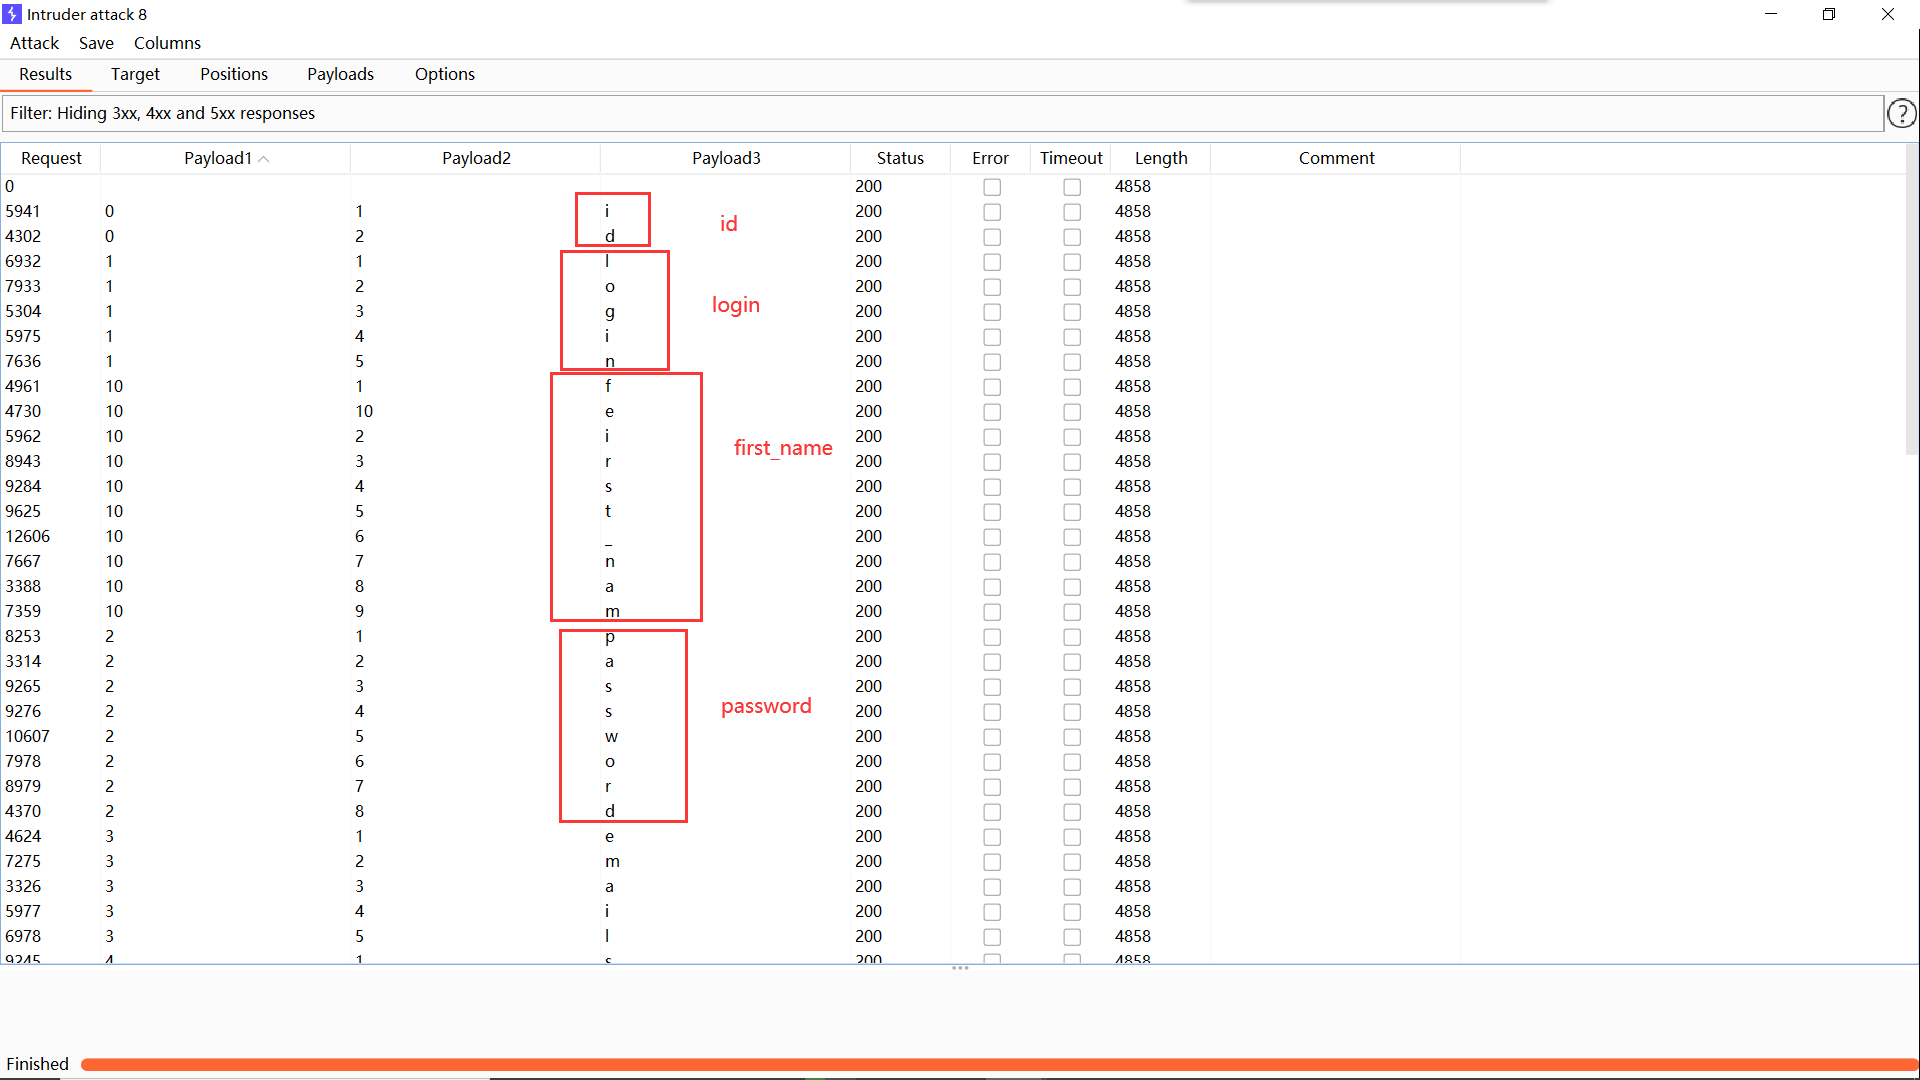 Intruder attack 8
Attack Save Columns
Results Target Positions Payloads Options
Filter: Hiding 3xx, 4xx and 5xx responses ?
Request Payload1 Payload2 Payload3 Status Error Timeout Length Comment
0 200 4858
5941 0 1 i 200 4858
id
4302 0 2 d 200 4858
6932 1 1 l 200 4858
7933 1 2 o 200 4858
login
5304 1 3 g 200 4858
5975 1 4 i 200 4858
7636 1 5 n 200 4858
4961 10 1 f 200 4858
4730 10 10 e 200 4858
5962 10 2 i 200 4858
first_name
8943 10 3 r 200 4858
9284 10 4 s 200 4858
9625 10 5 t 200 4858
12606 10 6 _ 200 4858
7667 10 7 n 200 4858
3388 10 8 a 200 4858
7359 10 9 m 200 4858
8253 2 1 p 200 4858
3314 2 2 a 200 4858
9265 2 3 s 200 4858
9276 2 4 s 200 4858
password
10607 2 5 w 200 4858
7978 2 6 o 200 4858
8979 2 7 r 200 4858
4370 2 8 d 200 4858
4624 3 1 e 200 4858
7275 3 2 m 200 4858
3326 3 3 a 200 4858
5977 3 4 i 200 4858
6978 3 5 l 200 4858
9245 4 1 s 200 4858
Finished